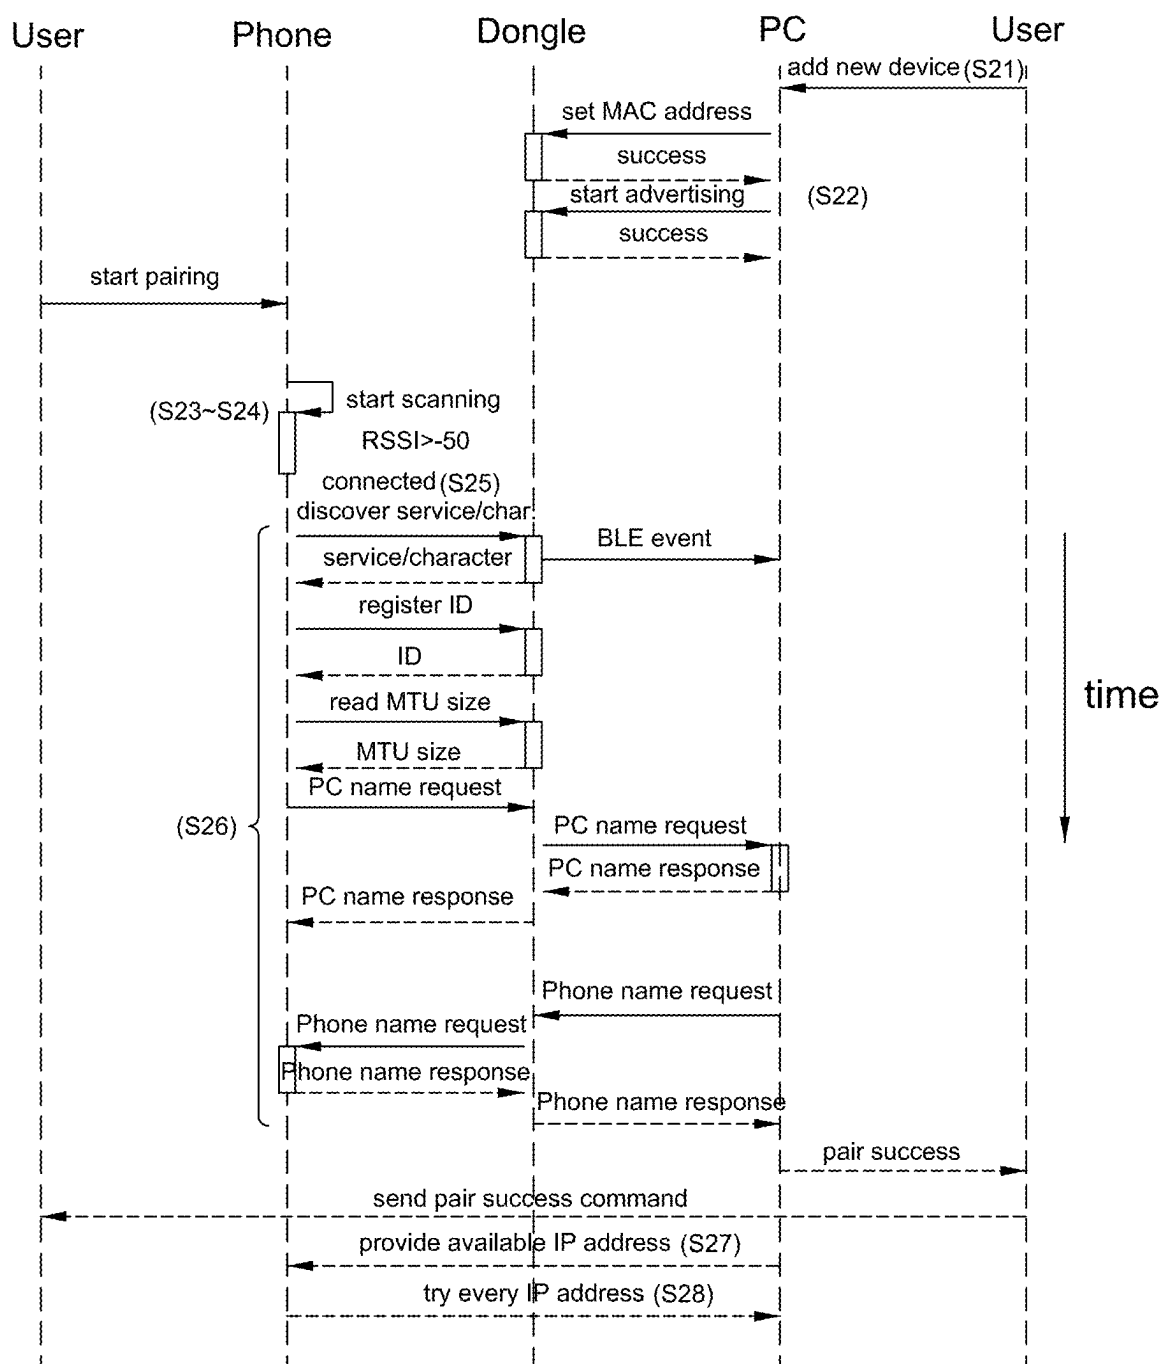 User Phone Dongle PC User
add new device (S21)
set MAC address
success
start advertising (S22)
success
start pairing
start scanning
(S23~S24)
RSSI>-50
connected (S25)
discover service/char.
BLE event
service/character
register ID
ID
read MTU size
time
MTU size
PC name request
(S26)
PC name request
PC name response
PC name response
Phone name request
Phone name request
Phone name response
Phone name response
pair success
send pair success command
provide available IP address (S27)
try every IP address (S28)